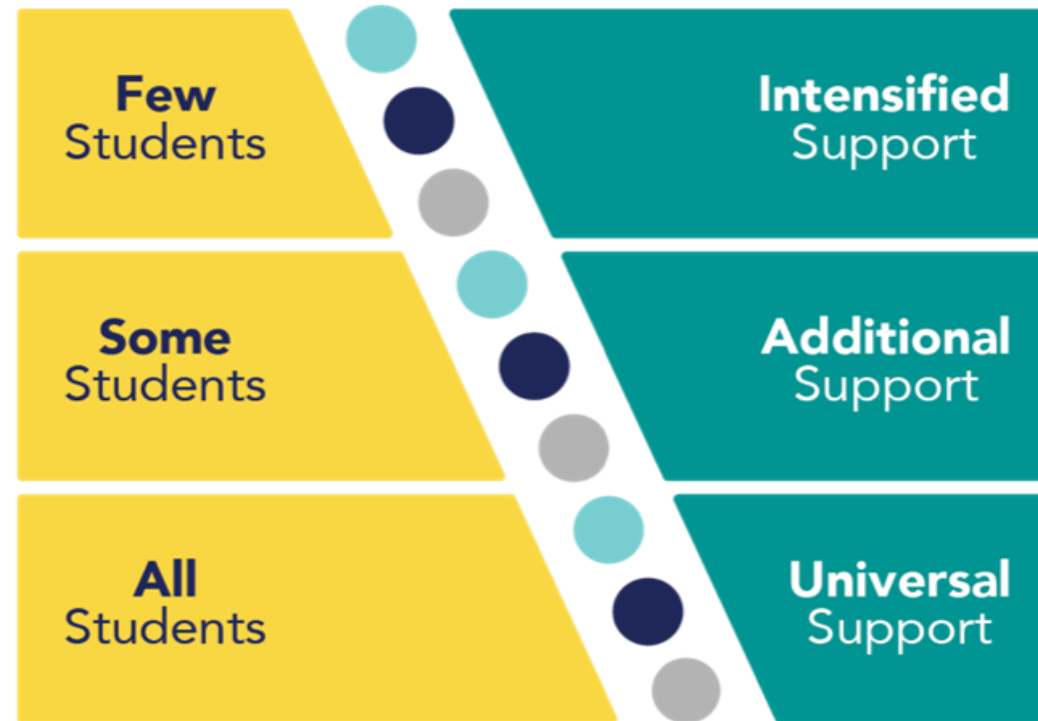 Few
Students
Intensified
Support
Some
Students
Additional
Support
All
Students
Universal
Support